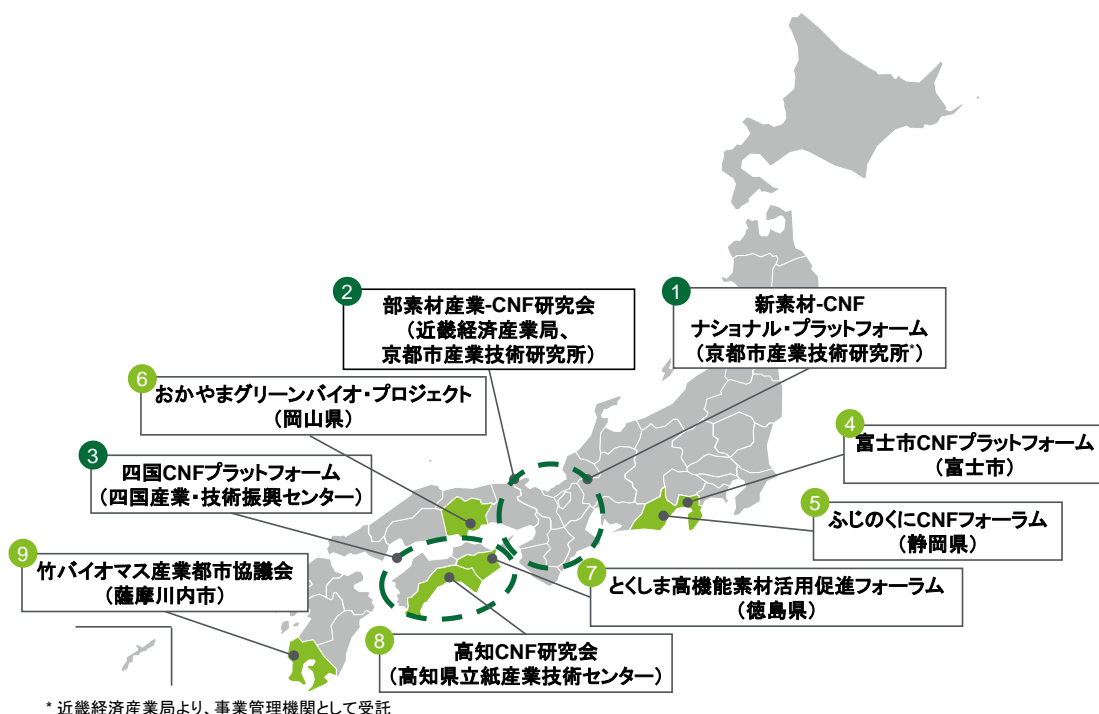 1
新素材-CNF
ナショナル・プラットフォーム
(京都市産業技術研究所*)
2
部素材産業-CNF研究会
(近畿経済産業局、
京都市産業技術研究所)
6
おかやまグリーンバイオ・プロジェクト
(岡山県)
3
四国CNFプラットフォーム
(四国産業・技術振興センター)
4
富士市CNFプラットフォーム
(富士市)
5
ふじのくにCNFフォーラム
(静岡県)
9
竹バイオマス産業都市協議会
(薩摩川内市)
7
とくしま高機能素材活用促進フォーラム
(徳島県)
8
高知CNF研究会
(高知県立紙産業技術センター)
* 近畿経済産業局より、事業管理機関として受託